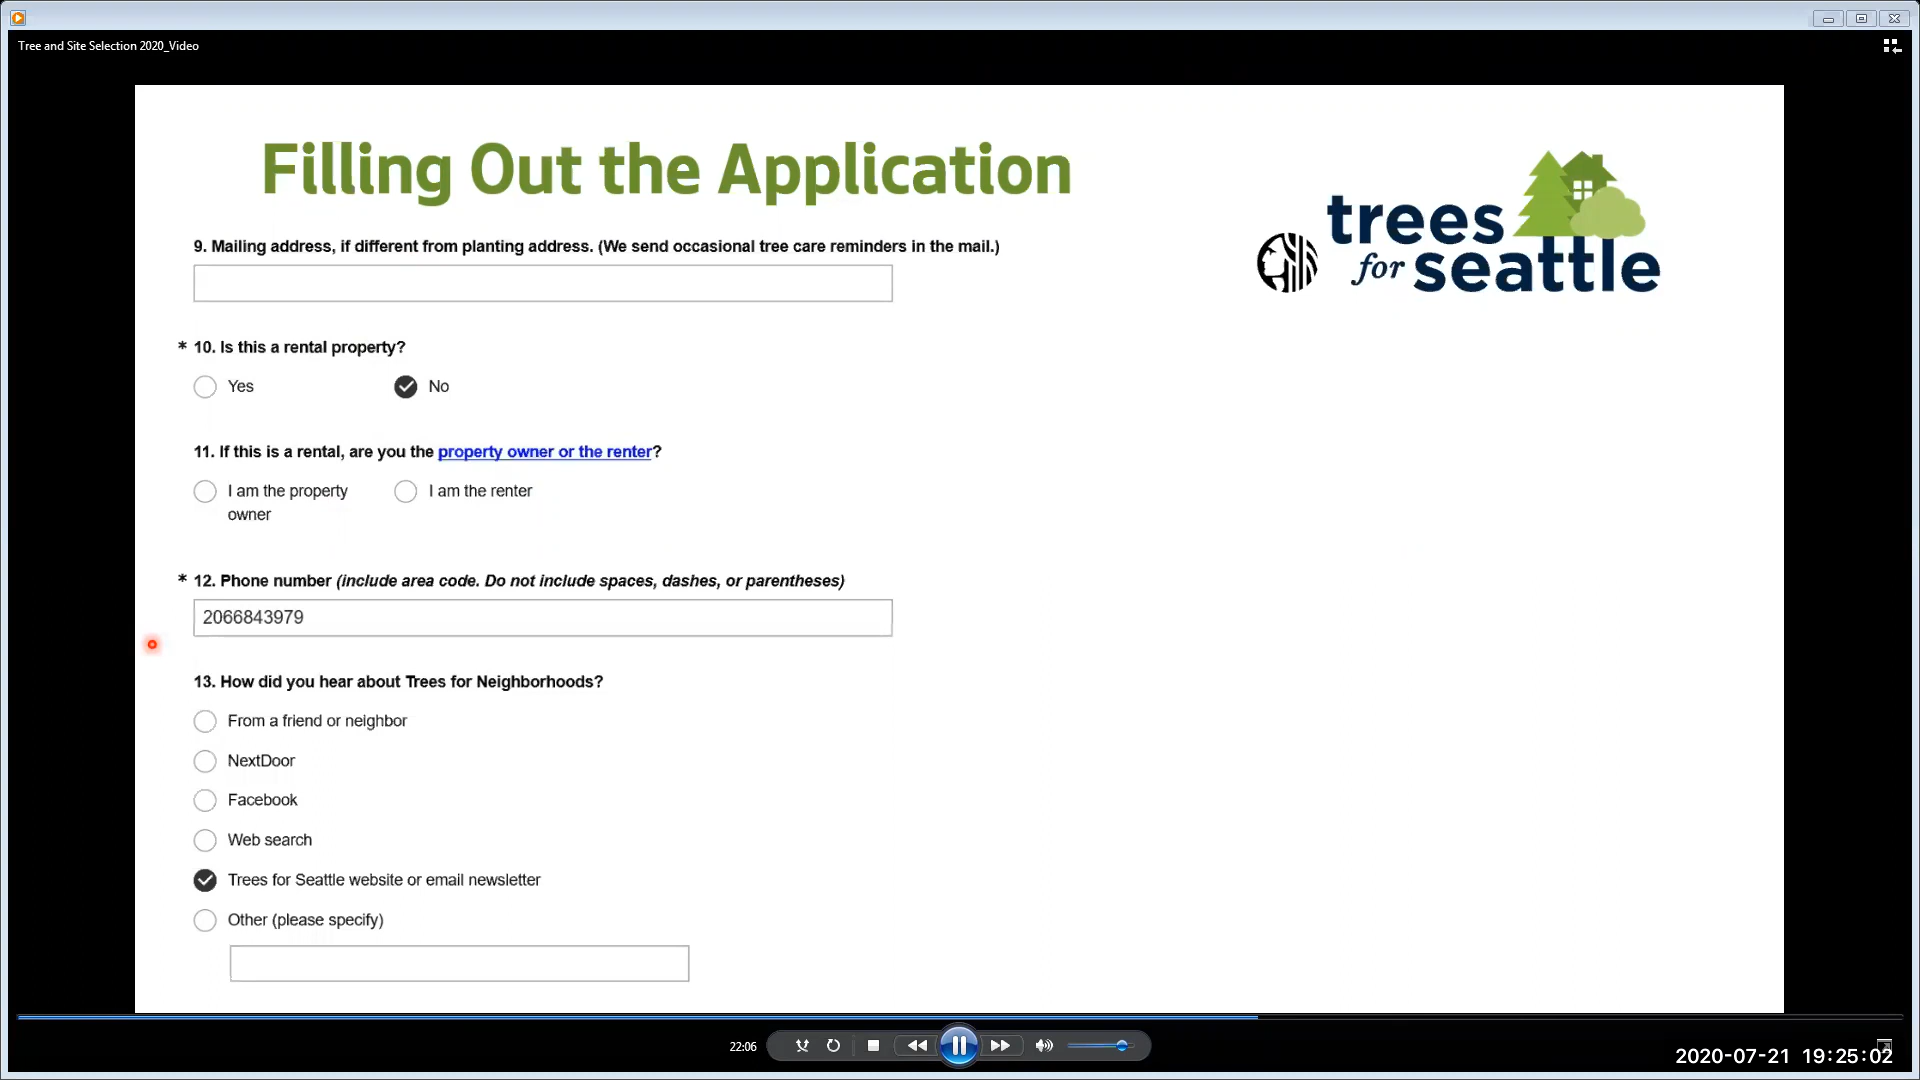 Tree and Site Selection 2020_Video
Filling Out the Application
trees
for seattle
9. Mailing address, if different from planting address. (We send occasional tree care reminders in the mail.)
* 10. Is this a rental property?
Yes No
11. If this is a rental, are you the property owner or the renter?
I am the property I am the renter
owner
* 12. Phone number (include area code. Do not include spaces, dashes, or parentheses)
2066843979
13. How did you hear about Trees for Neighborhoods?
From a friend or neighbor
NextDoor
Facebook
Web search
Trees for Seattle website or email newsletter
Other (please specify)
22:06
2020-07-21 19:25:02